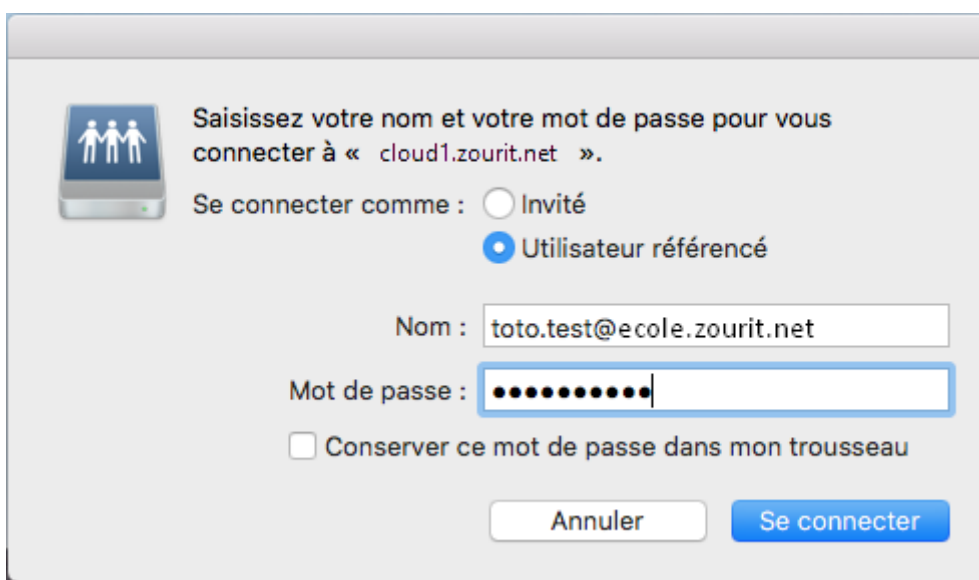 Saisissez votre nom et votre mot de passe pour vous
connecter à « cloud1.zourit.net ».
Se connecter comme : Invité
Utilisateur référencé
Nom : toto.test@ecole.zourit.net
Mot de passe : ●●●●●●●●●●
Conserver ce mot de passe dans mon trousseau
Annuler Se connecter